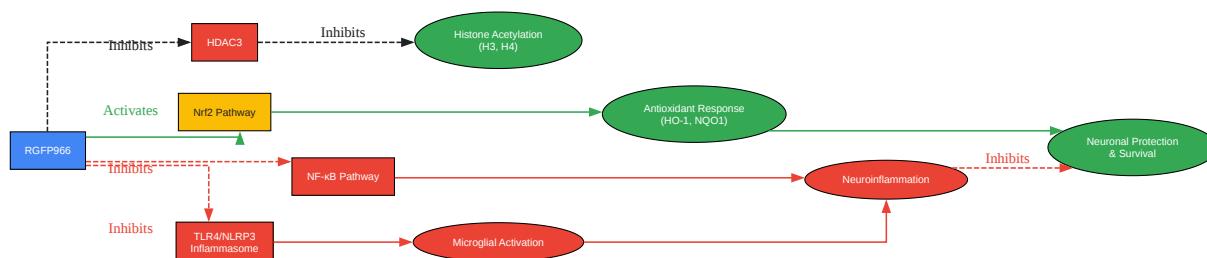 Inhibits
HDAC3
Inhibits
Histone Acetylation
(H3, H4)
Activates
Nrf2 Pathway
Antioxidant Response
(HO-1, NQO1)
RGFP966
Inhibits
NF-κB Pathway
Neuroinflammation
Inhibits
Neuronal Protection
& Survival
Inhibits
TLR4/NLRP3
Inflammasome
Microglial Activation